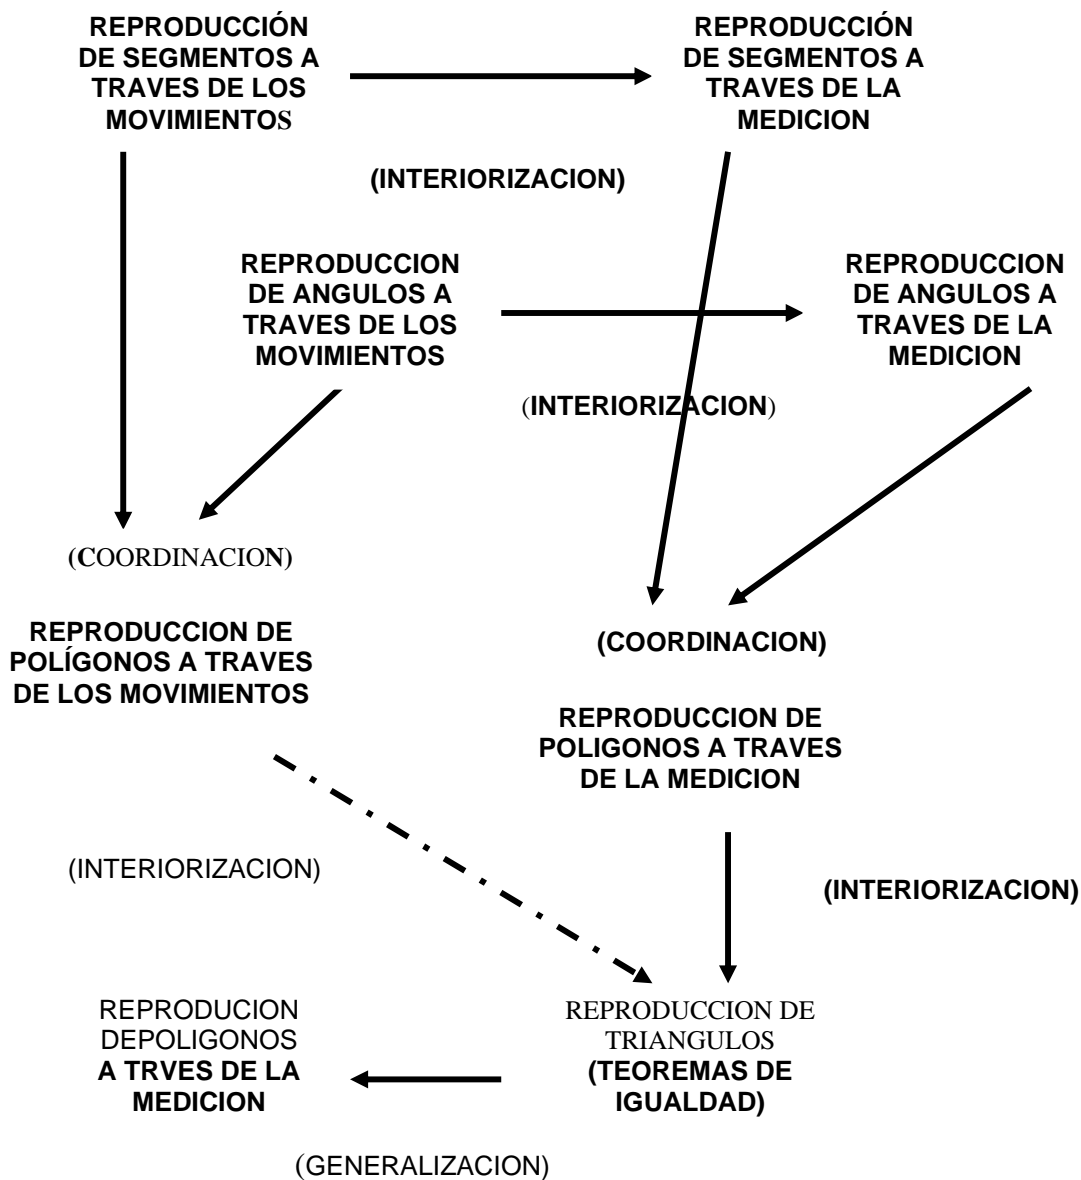 REPRODUCCIÓN
DE SEGMENTOS A
TRAVES DE LOS
MOVIMIENTOS
REPRODUCCIÓN
DE SEGMENTOS A
TRAVES DE LA
MEDICION
(INTERIORIZACION)
REPRODUCCION
DE ANGULOS A
TRAVES DE LOS
MOVIMIENTOS
REPRODUCCION
DE ANGULOS A
TRAVES DE LA
MEDICION
(INTERIORIZACION)
(COORDINACION)
REPRODUCCION DE
POLÍGONOS A TRAVES
DE LOS MOVIMIENTOS
(COORDINACION)
REPRODUCCION DE
POLIGONOS A TRAVES
DE LA MEDICION
(INTERIORIZACION)
(INTERIORIZACION)
REPRODUCION
DEPOLIGONOS
A TRVES DE LA
MEDICION
REPRODUCCION DE
TRIANGULOS
(TEOREMAS DE
IGUALDAD)
(GENERALIZACION)